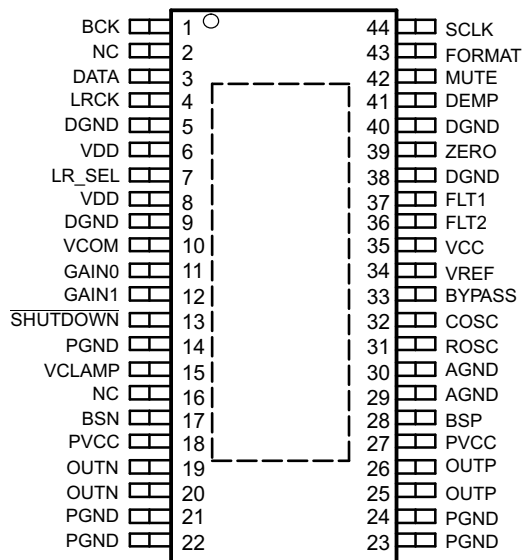 BCK 1 44 SCLK
NC 2 43 FORMAT
DATA 3 42 MUTE
LRCK 4 41 DEMP
DGND 5 40 DGND
VDD 6 39 ZERO
LR_SEL 7 38 DGND
VDD 8 37 FLT1
DGND 9 36 FLT2
VCOM 10 35 VCC
GAIN0 11 34 VREF
GAIN1 12 33 BYPASS
SHUTDOWN 13 32 COSC
PGND 14 31 ROSC
VCLAMP 15 30 AGND
NC 16 29 AGND
BSN 17 28 BSP
PVCC 18 27 PVCC
OUTN 19 26 OUTP
OUTN 20 25 OUTP
PGND 21 24 PGND
PGND 22 23 PGND